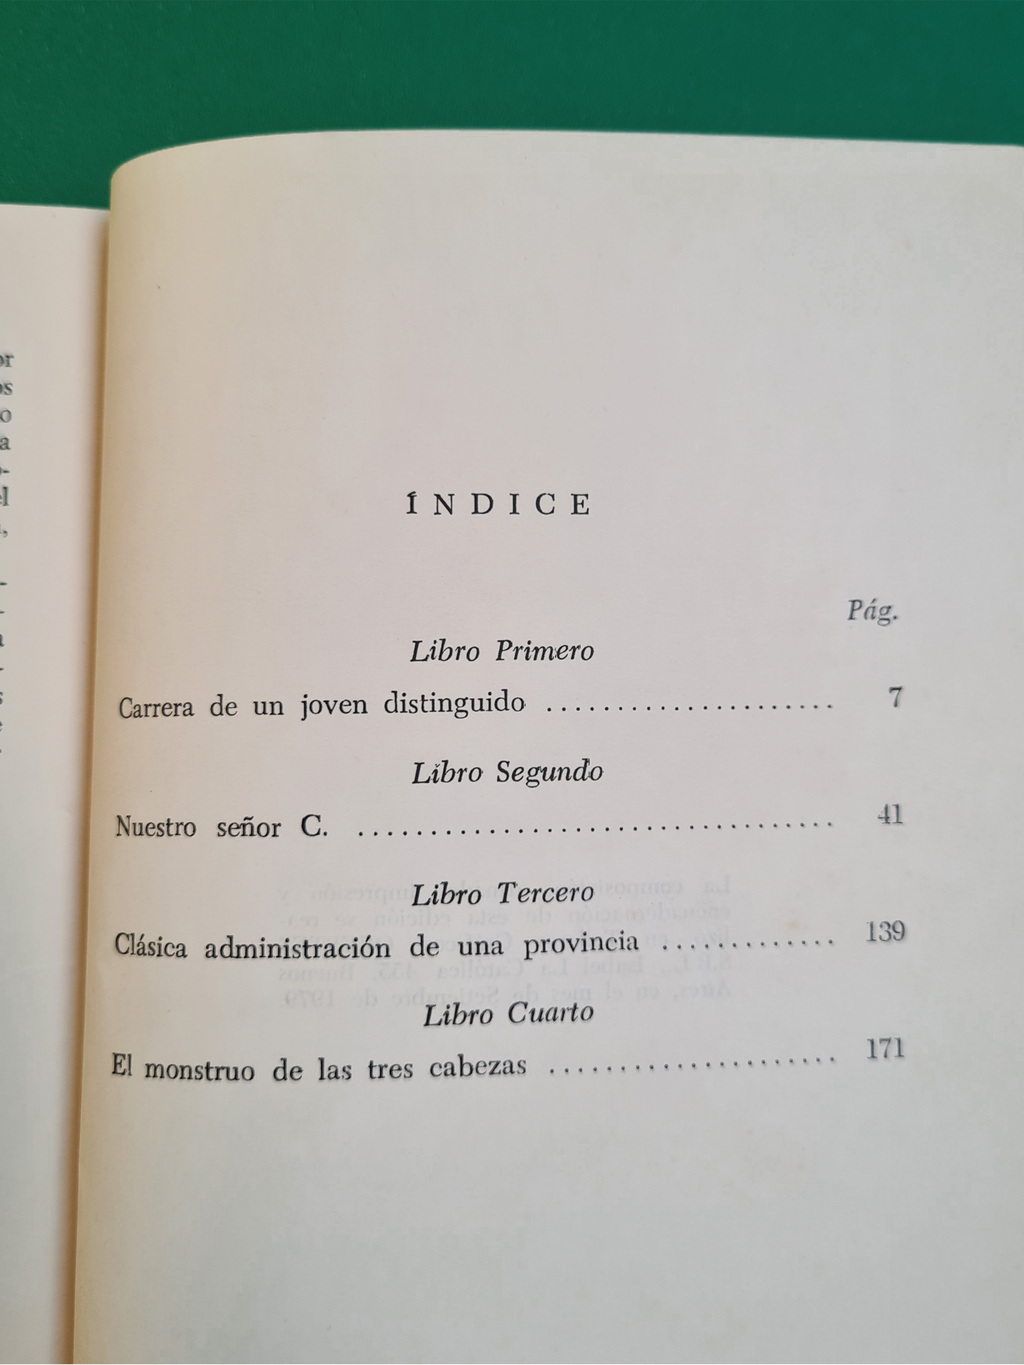 ÍNDICE
Pág.
Libro Primero
Carrera de un joven distinguido ..................... 7
Libro Segundo
Nuestro señor C. .................................. 41
Libro Tercero
Clásica administración de una provincia ............. 139
Libro Cuarto
El monstruo de las tres cabezas ..................... 171